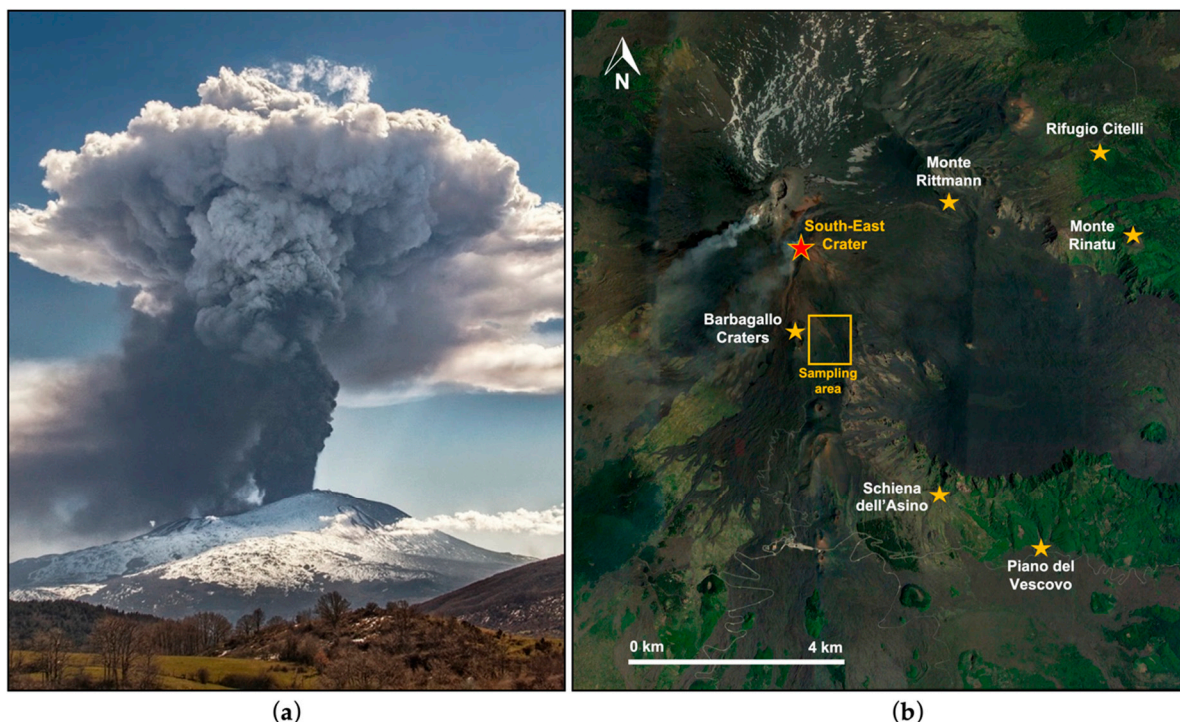 N
Rifugio Citelli
Monte
Rittmann
Monte
Rinatu
South-East
Crater
Barbagallo
Craters
Sampling
area
Schiena
dell'Asino
Piano del
Vescovo
0 km 4 km
(a) (b)